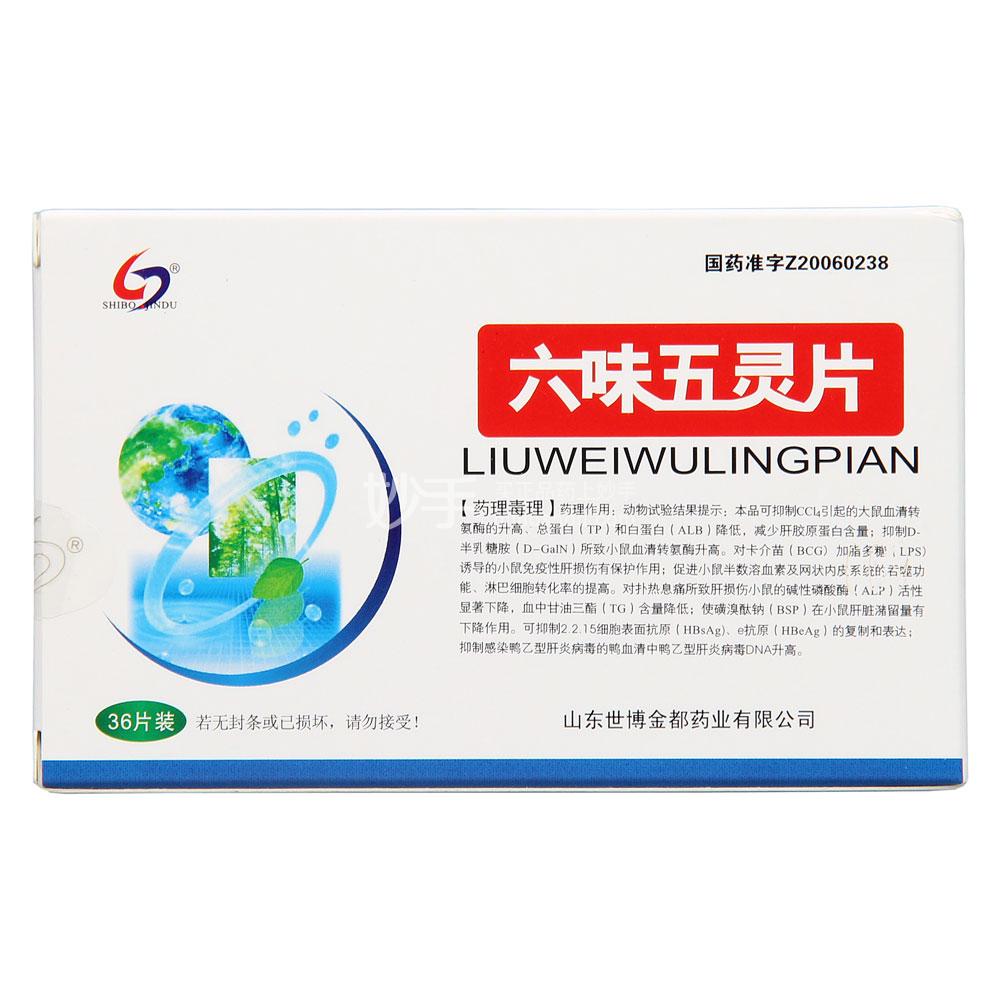 SHIBO JINDU
®
国药准字Z20060238
六味五灵片
LIUWEIWULINGPIAN
【药理毒理】药理作用：动物试验结果提示：本品可抑制CCL4引起的大鼠血清转
氨酶的升高、总蛋白（TP）和白蛋白（ALB）降低，减少肝胶原蛋白含量；抑制D-
半乳糖胺（D-GalN）所致小鼠血清转氨酶升高。对卡介苗（BCG）加脂多糖（LPS）
诱导的小鼠免疫性肝损伤有保护作用；促进小鼠半数溶血素及网状内皮系统的吞噬功
能、淋巴细胞转化率的提高。对扑热息痛所致肝损伤小鼠的碱性磷酸酶（ALP）活性
显著下降，血中甘油三酯（TG）含量降低；使磺溴酞钠（BSP）在小鼠肝脏潴留量有
下降作用。可抑制2.2.15细胞表面抗原（HBsAg）、e抗原（HBeAg）的复制和表达；
抑制感染鸭乙型肝炎病毒的鸭血清中鸭乙型肝炎病毒DNA升高。
妙手
买正品药上妙手
36片装
若无封条或已损坏，请勿接受！
山东世博金都药业有限公司